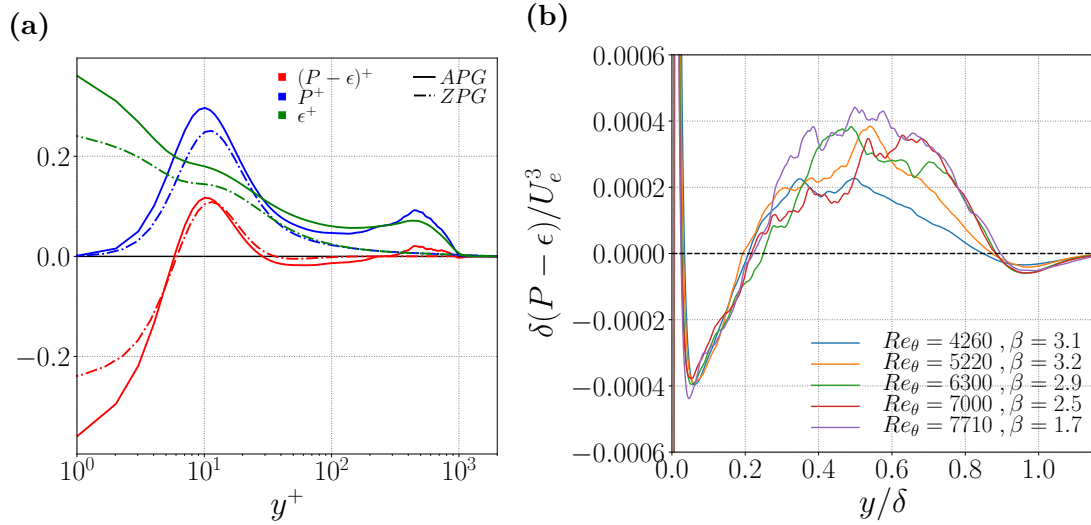 (a)
(P − ϵ)⁺
P⁺
ϵ⁺
APG
ZPG
0.2
0.0
−0.2
10⁰
10¹
10²
10³
y⁺
(b)
δ(P − ϵ)/U_e³
0.0006
0.0004
0.0002
0.0000
−0.0002
−0.0004
−0.0006
Re_θ = 4260 , β = 3.1
Re_θ = 5220 , β = 3.2
Re_θ = 6300 , β = 2.9
Re_θ = 7000 , β = 2.5
Re_θ = 7710 , β = 1.7
0.0 0.2 0.4 0.6 0.8 1.0
y/δ